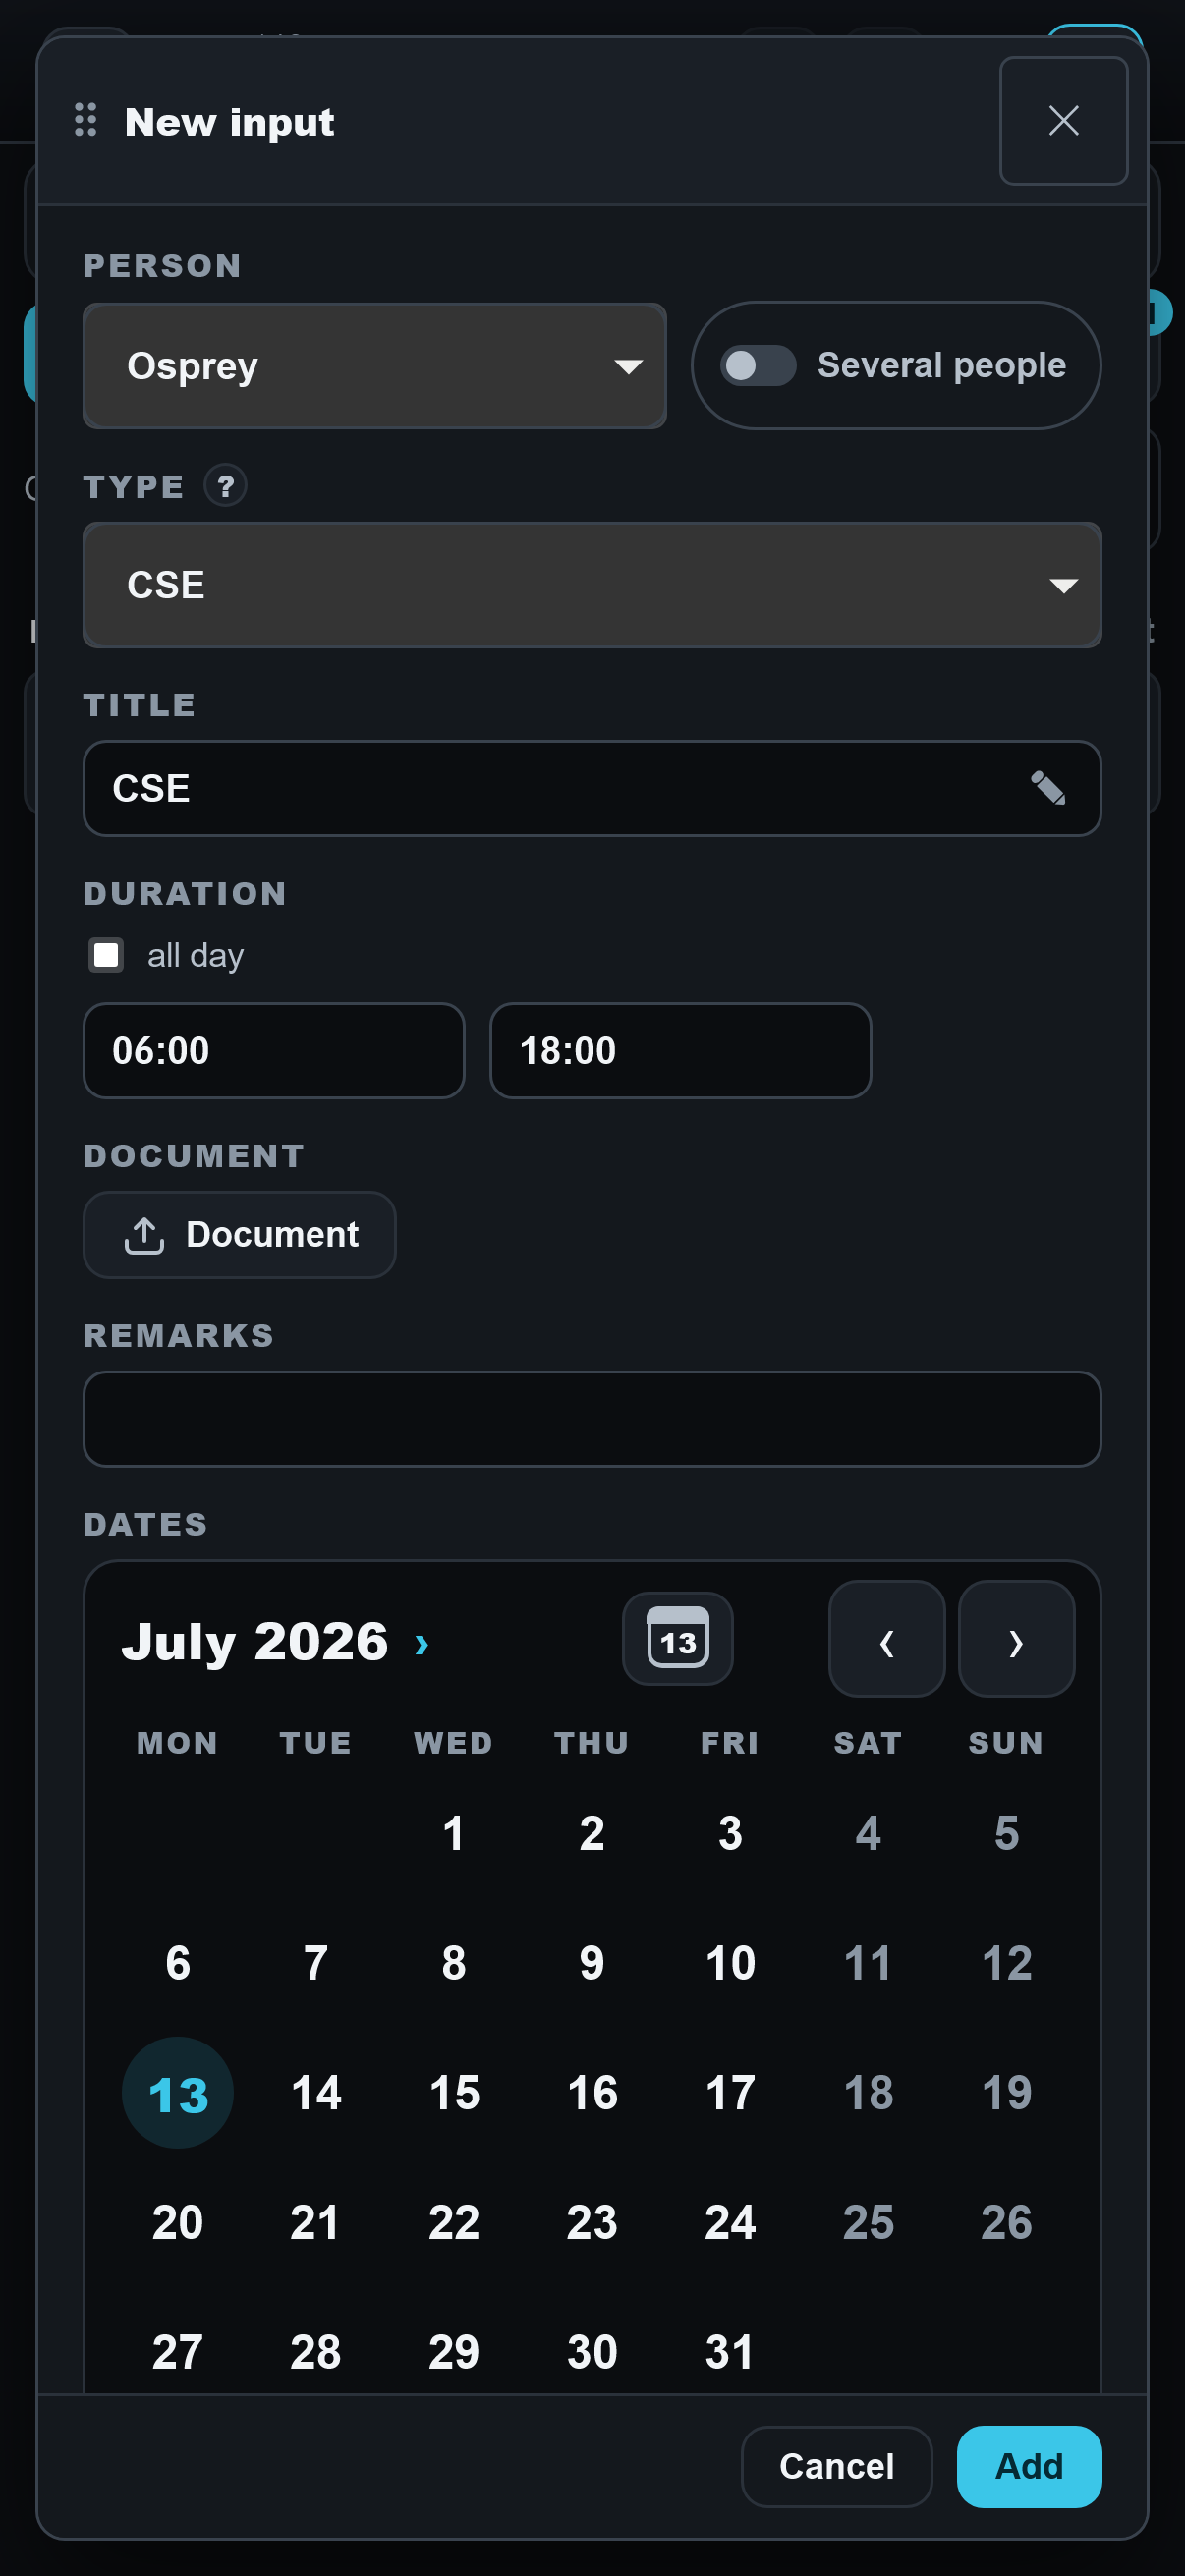 New input
PERSON
Osprey
Several people
TYPE ?
CSE
TITLE
CSE
DURATION
all day
06:00 18:00
DOCUMENT
Document
REMARKS
DATES
July 2026 › 13 ‹ ›
MON TUE WED THU FRI SAT SUN
1 2 3 4 5
6 7 8 9 10 11 12
13 14 15 16 17 18 19
20 21 22 23 24 25 26
27 28 29 30 31
Cancel Add